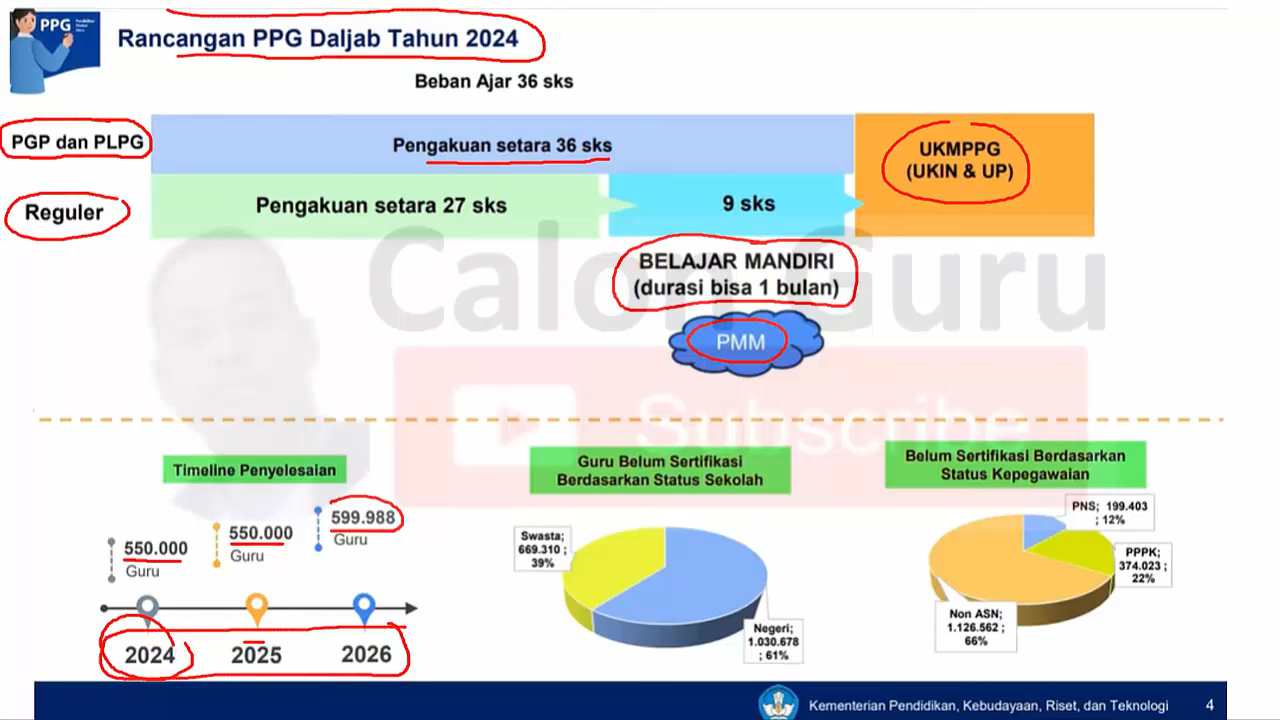 PPG
Rancangan PPG Daljab Tahun 2024
Beban Ajar 36 sks
PGP dan PLPG
Pengakuan setara 36 sks
UKMPPG
(UKIN & UP)
Reguler
Pengakuan setara 27 sks
9 sks
BELAJAR MANDIRI
(durasi bisa 1 bulan)
Calon Guru
PMM
Subscribe
Timeline Penyelesaian
Guru Belum Sertifikasi
Berdasarkan Status Sekolah
Belum Sertifikasi Berdasarkan
Status Kepegawaian
550.000
Guru
550.000
Guru
599.988
Guru
2024
2025
2026
Swasta;
669.310 ;
39%
Negeri;
1.030.678
; 61%
PNS; 199.403
; 12%
PPPK;
374.023 ;
22%
Non ASN;
1.126.562 ;
66%
Kementerian Pendidikan, Kebudayaan, Riset, dan Teknologi
4